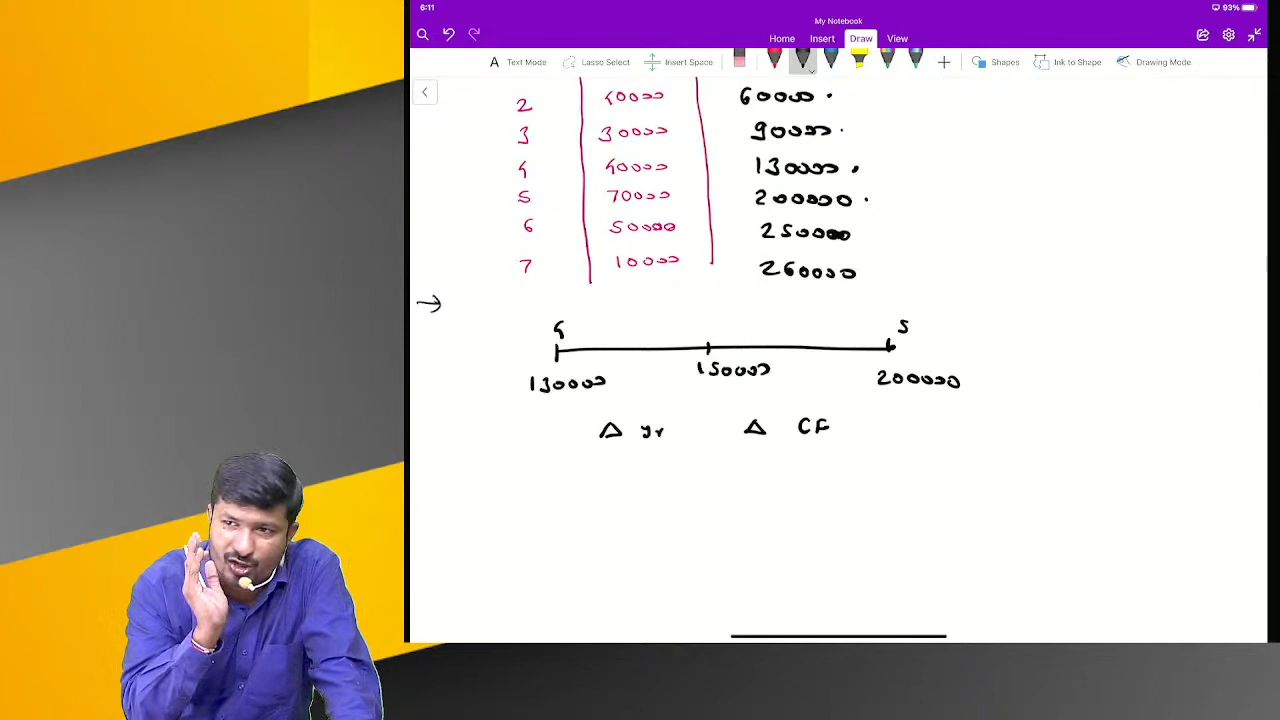 6:11
93%
My Notebook
Home Insert Draw View
Text Mode Lasso Select Insert Space Shapes Ink to Shape Drawing Mode
2 40000 60000
3 30000 90000
4 40000 130000
5 70000 200000
6 50000 250000
7 10000 260000
→
4 5
130000 150000 200000
Δ yr Δ CF